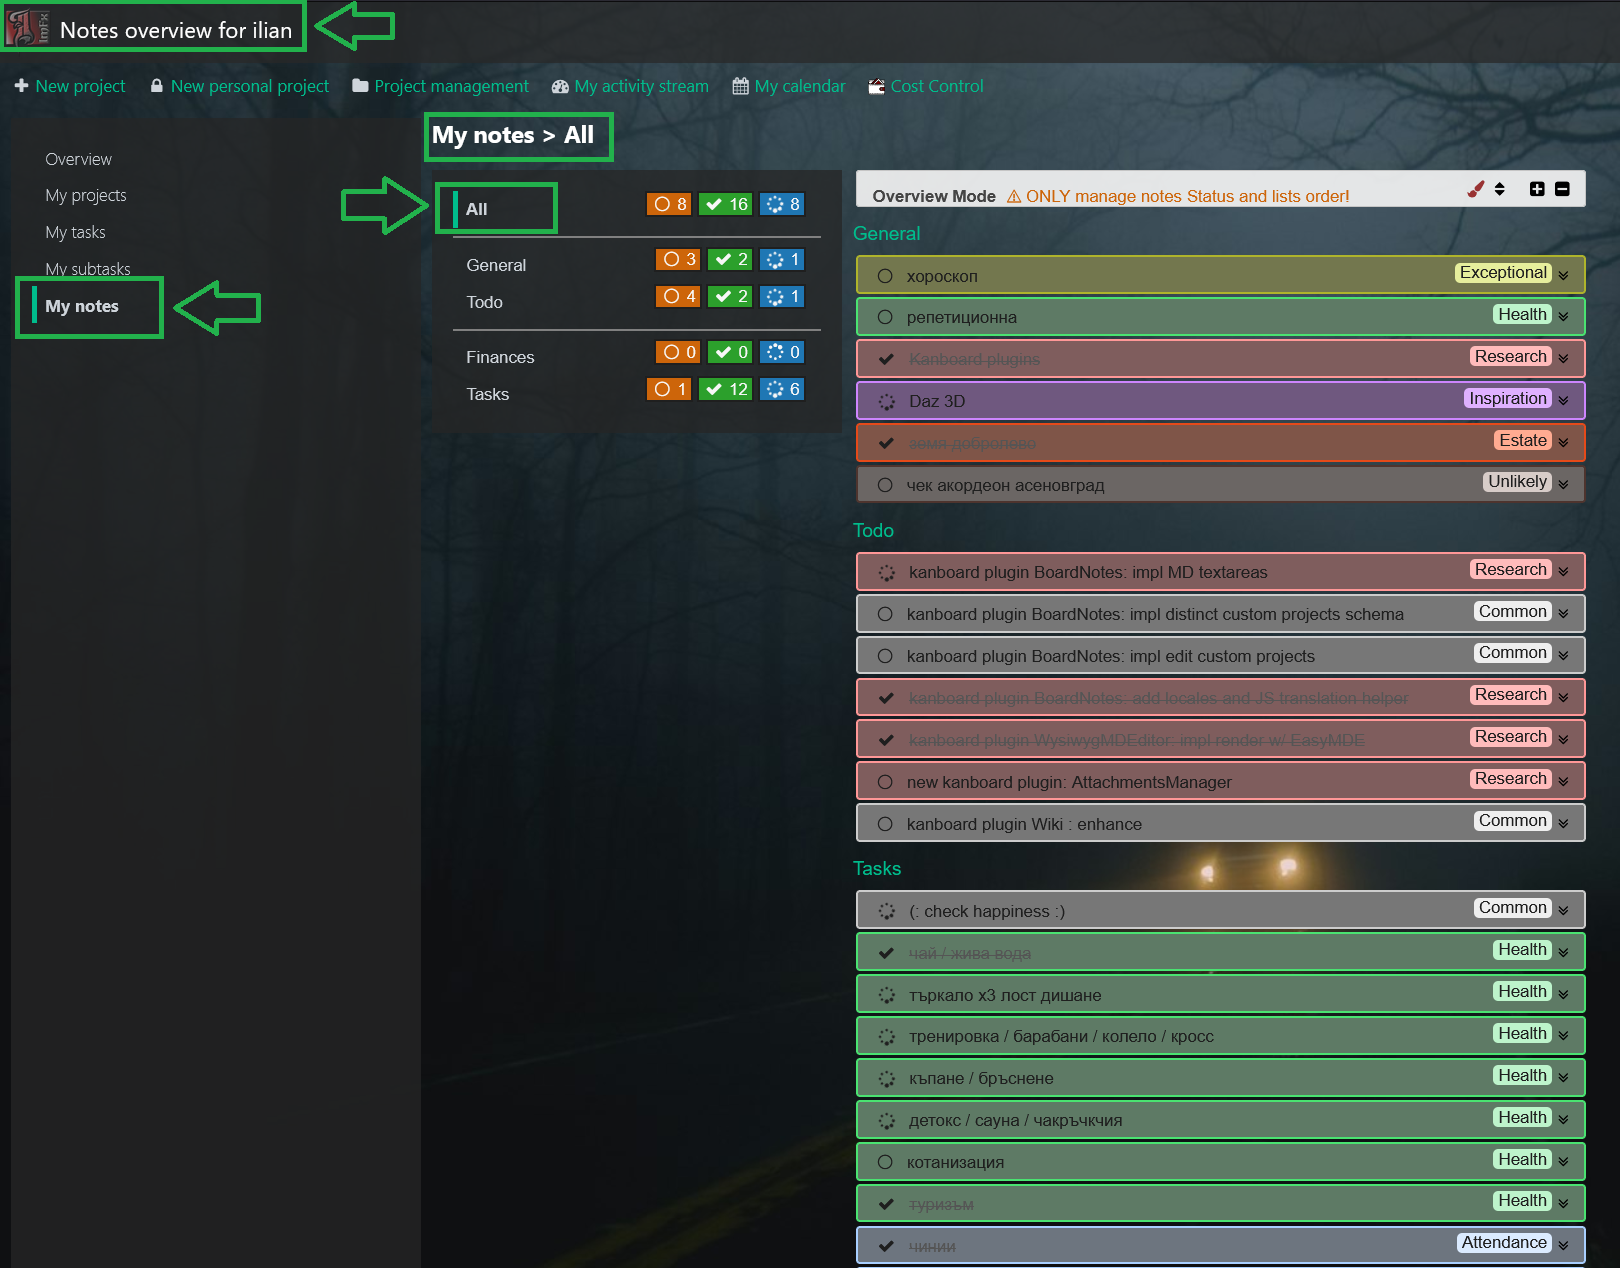 Notes overview for ilian
New project
New personal project
Project management
My activity stream
My calendar
Cost Control
Overview
My projects
My tasks
My subtasks
My notes
My notes > All
All 8 16 8
General 3 2 1
Todo 4 2 1
Finances 0 0 0
Tasks 1 12 6
Overview Mode ONLY manage notes Status and lists order!
General
хороскоп Exceptional
репетиционна Health
Kanboard plugins Research
Daz 3D Inspiration
земя добролево Estate
чек акордеон асеновград Unlikely
Todo
kanboard plugin BoardNotes: impl MD textareas Research
kanboard plugin BoardNotes: impl distinct custom projects schema Common
kanboard plugin BoardNotes: impl edit custom projects Common
kanboard plugin BoardNotes: add locales and JS translation helper Research
kanboard plugin WysiwygMDEditor: impl render w/ EasyMDE Research
new kanboard plugin: AttachmentsManager Research
kanboard plugin Wiki : enhance Common
Tasks
(: check happiness :) Common
чай / жива вода Health
търкало x3 лост дишане Health
тренировка / барабани / колело / кросс Health
къпане / бръснене Health
детокс / сауна / чакръчкчия Health
котанизация Health
туризъм Health
чинии Attendance